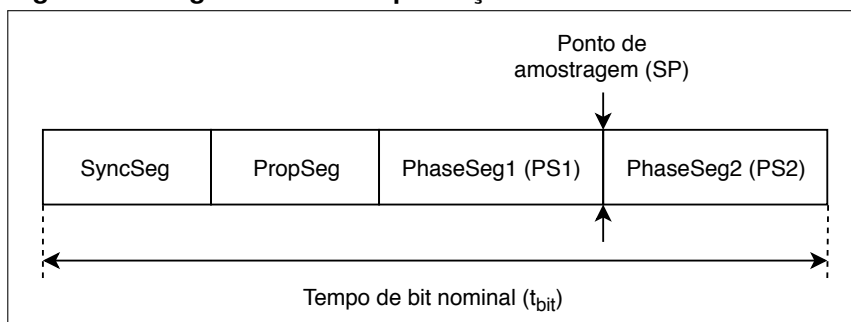 Ponto de
amostragem (SP)
SyncSeg PropSeg PhaseSeg1 (PS1) PhaseSeg2 (PS2)
Tempo de bit nominal (tbit)